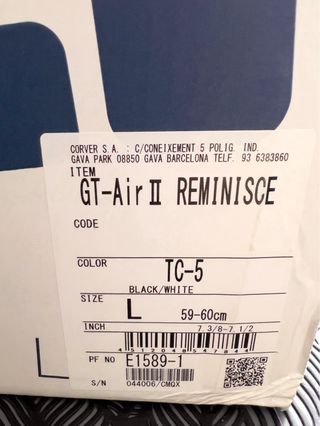 CORVER S.A. : C/CONEIXEMENT 5 POLIG. IND.
GAVA PARK 08850 GAVA BARCELONA TELF. 93 6383860
ITEM
GT-AirⅡ REMINISCE
CODE
COLOR
TC-5
BLACK/WHITE
SIZE
L
59-60cm
INCH
7.3/8-7.1/2
4512048547844
PF NO
E1589-1
S/N
044006/CMQX
L